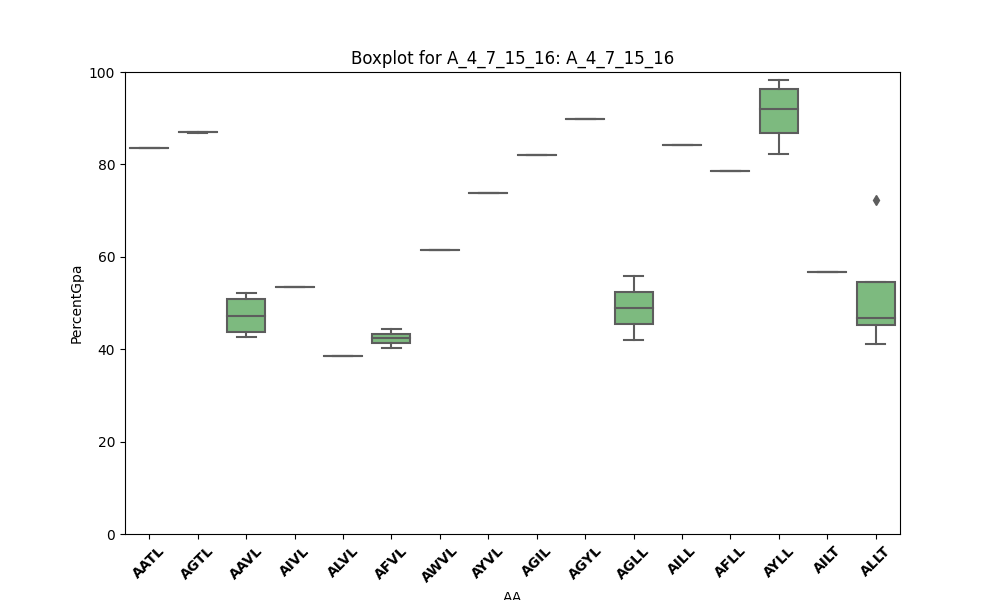 Boxplot for A_4_7_15_16: A_4_7_15_16
100
80
60
40
20
0
PercentGpa
AATL AGTL AAVL AIVL ALVL AFVL AWVL AYVL AGIL AGYL AGLL AILL AFLL AYLL AILT ALLT
AA